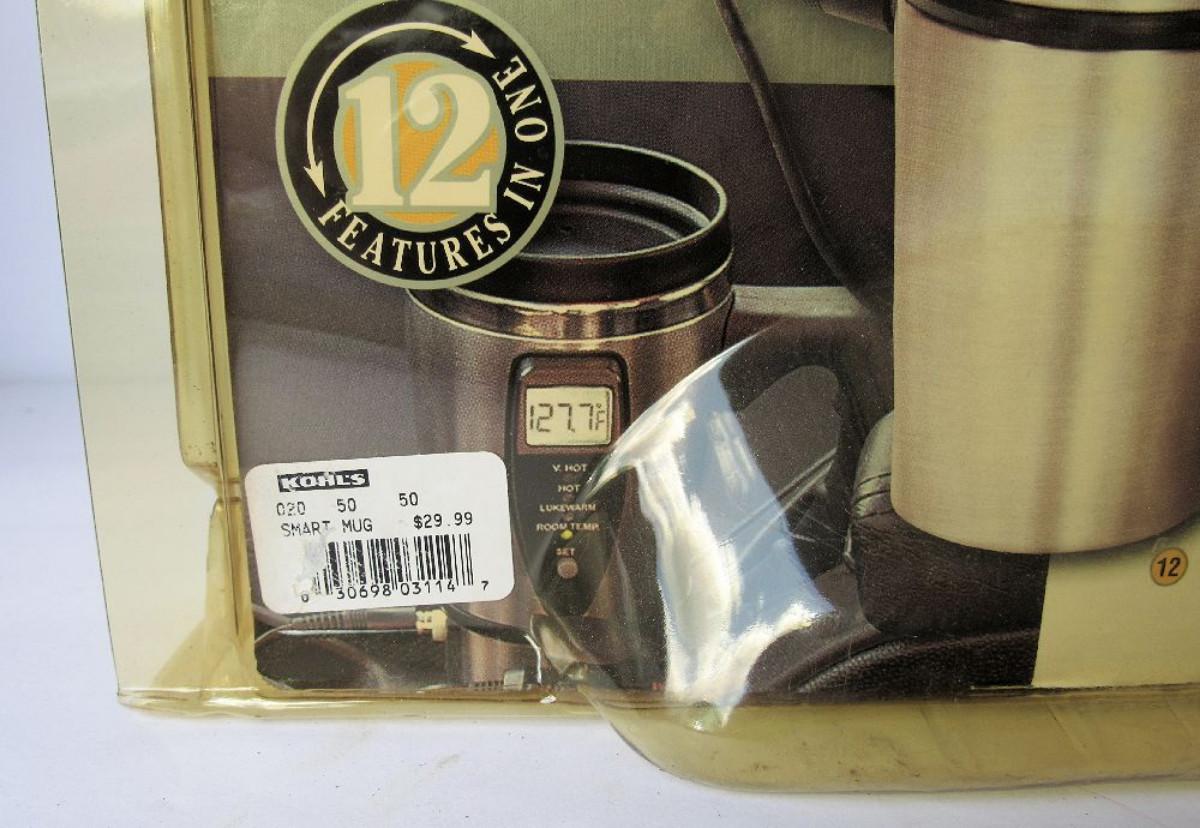 12
FEATURES IN ONE
127.7°F
V. HOT
HOT
LUKEWARM
ROOM TEMP.
SET
KOHL'S
020 50 50
SMART MUG $29.99
30698 03114 7
12